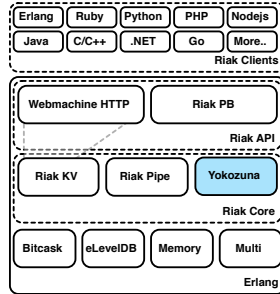 Erlang Ruby Python PHP Nodejs
Java C/C++ .NET Go More..
Riak Clients
Webmachine HTTP Riak PB
Riak API
Riak KV Riak Pipe Yokozuna
Riak Core
Bitcask eLevelDB Memory Multi
Erlang